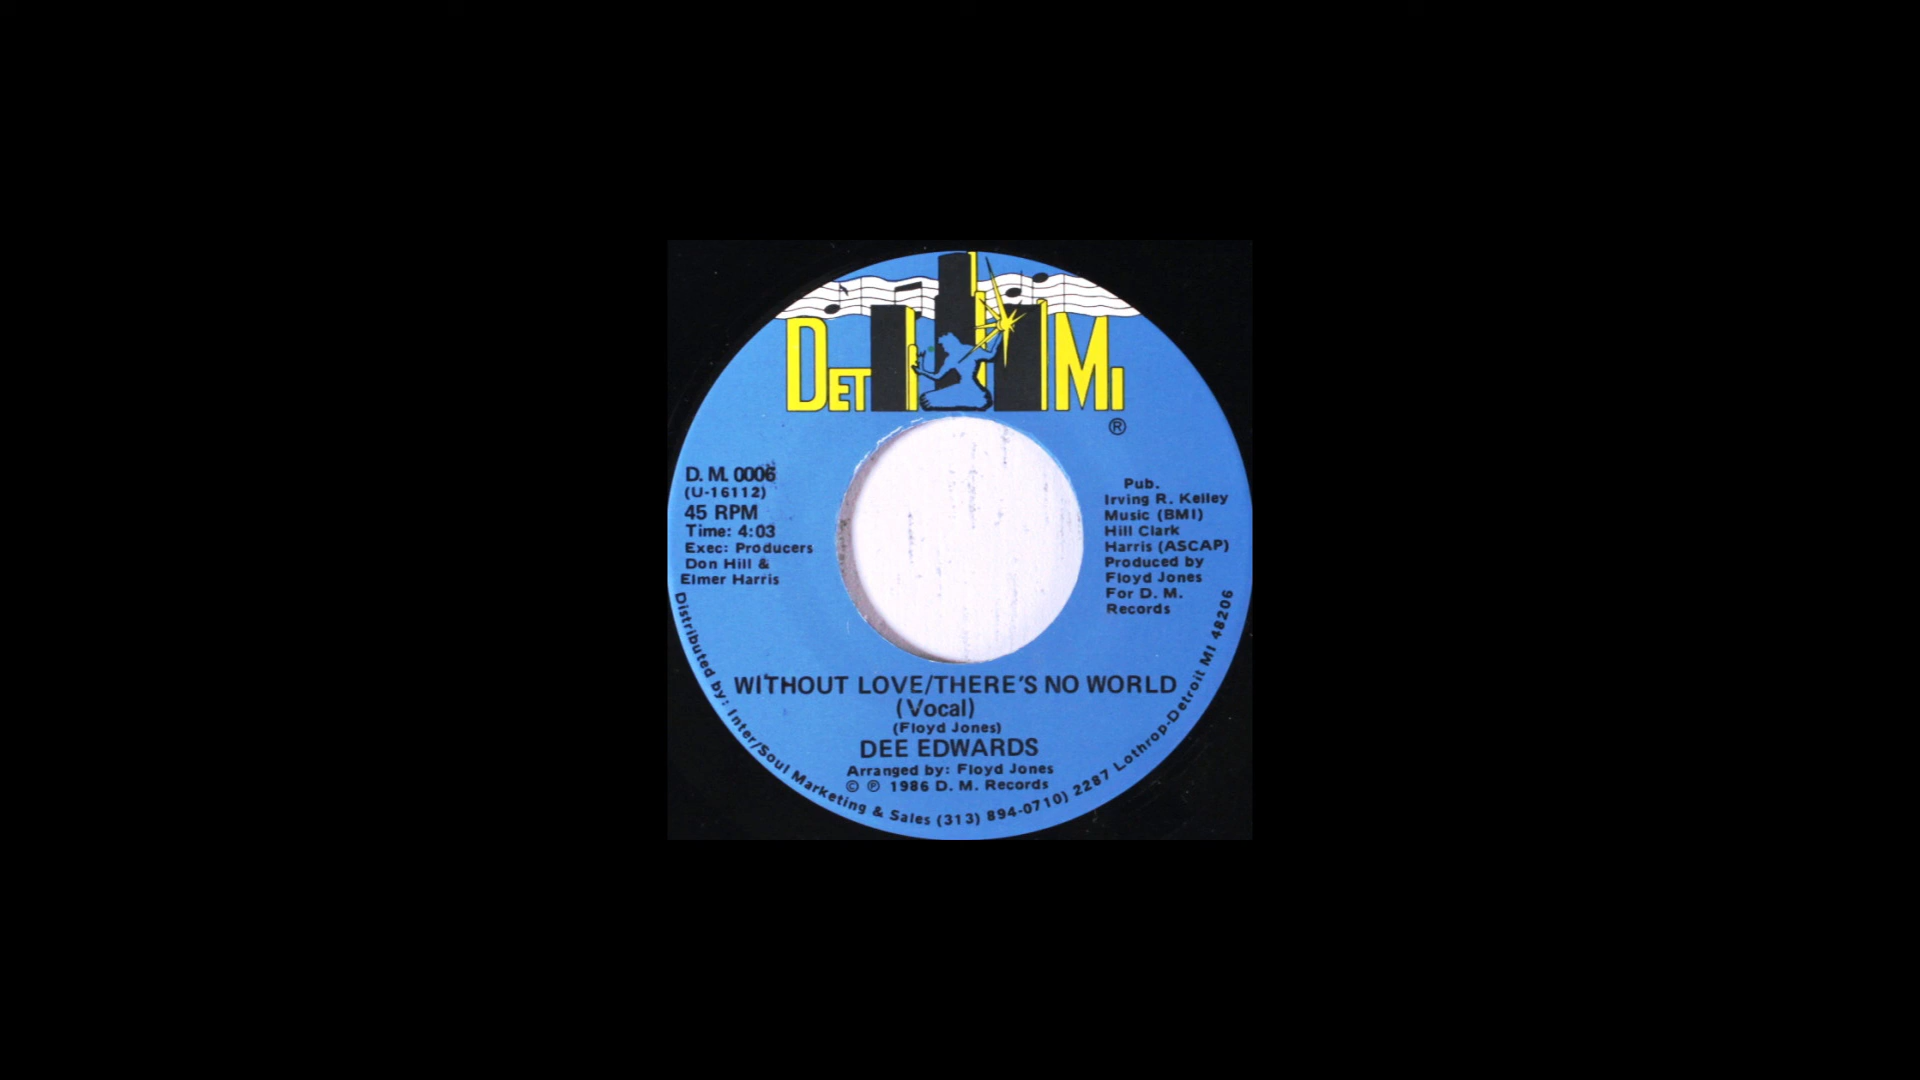 DET MI
®
D. M. 0006
(U-16112)
45 RPM
Time: 4:03
Exec: Producers
Don Hill &
Elmer Harris
Pub.
Irving R. Kelley
Music (BMI)
Hill Clark
Harris (ASCAP)
Produced by
Floyd Jones
For D. M.
Records
WITHOUT LOVE/THERE'S NO WORLD
(Vocal)
(Floyd Jones)
DEE EDWARDS
Arranged by: Floyd Jones
© ℗ 1986 D. M. Records
Distributed by: Inter/Soul Marketing & Sales (313) 894-0710) 2287 Lothrop-Detroit MI 48206